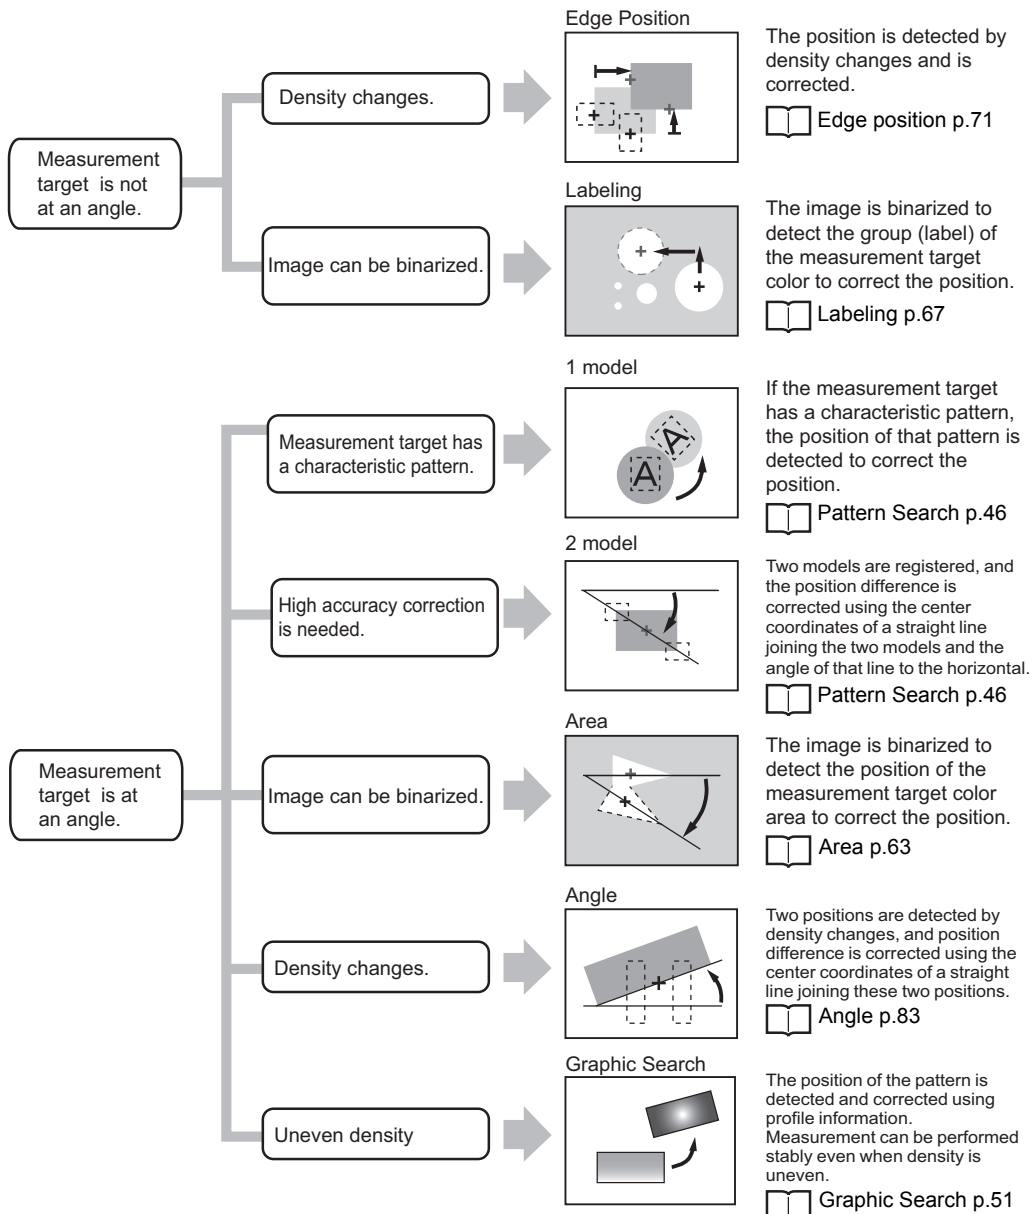 Measurement
target is not
at an angle.
Density changes.
Edge Position
The position is detected by
density changes and is
corrected.
Edge position p.71
Image can be binarized.
Labeling
The image is binarized to
detect the group (label) of
the measurement target
color to correct the position.
Labeling p.67
Measurement
target is at
an angle.
Measurement target has
a characteristic pattern.
1 model
A
A
If the measurement target
has a characteristic pattern,
the position of that pattern is
detected to correct the
position.
Pattern Search p.46
High accuracy correction
is needed.
2 model
Two models are registered, and
the position difference is
corrected using the center
coordinates of a straight line
joining the two models and the
angle of that line to the horizontal.
Pattern Search p.46
Image can be binarized.
Area
The image is binarized to
detect the position of the
measurement target color
area to correct the position.
Area p.63
Density changes.
Angle
Two positions are detected by
density changes, and position
difference is corrected using the
center coordinates of a straight
line joining these two positions.
Angle p.83
Uneven density
Graphic Search
The position of the pattern is
detected and corrected using
profile information.
Measurement can be performed
stably even when density is
uneven.
Graphic Search p.51